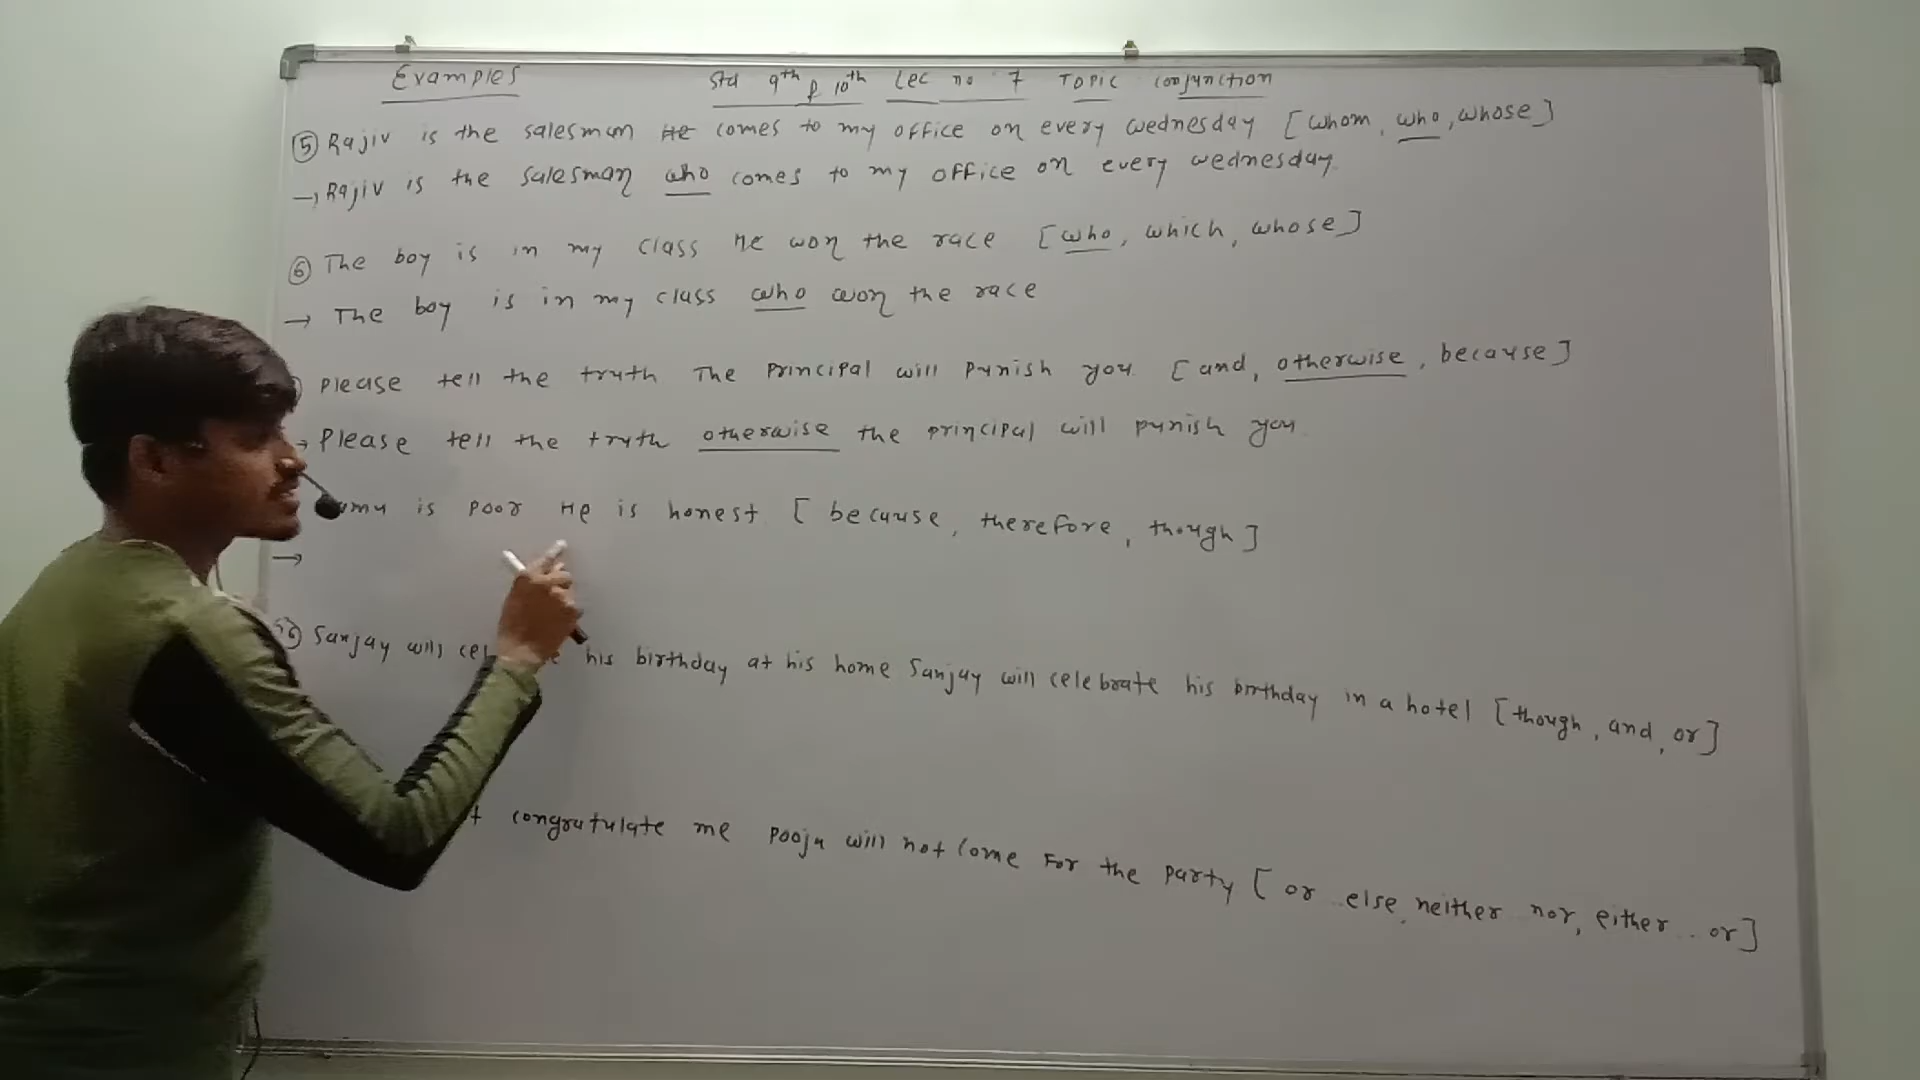 Examples Std 9th & 10th Lec no 7 Topic conjunction
⑤ Rajiv is the salesman He comes to my office on every wednesday [whom, who, whose]
→ Rajiv is the salesman who comes to my office on every wednesday.
⑥ The boy is in my class He won the race [who, which, whose]
→ The boy is in my class who won the race
Please tell the truth The principal will punish you [and, otherwise, because]
→ Please tell the truth otherwise the principal will punish you.
is poor He is honest [because, therefore, though]
→
Sanjay will his birthday at his home Sanjay will celebrate his birthday in a hotel [though, and, or]
congratulate me Pooja will not come for the party [or else, neither nor, either .. or]